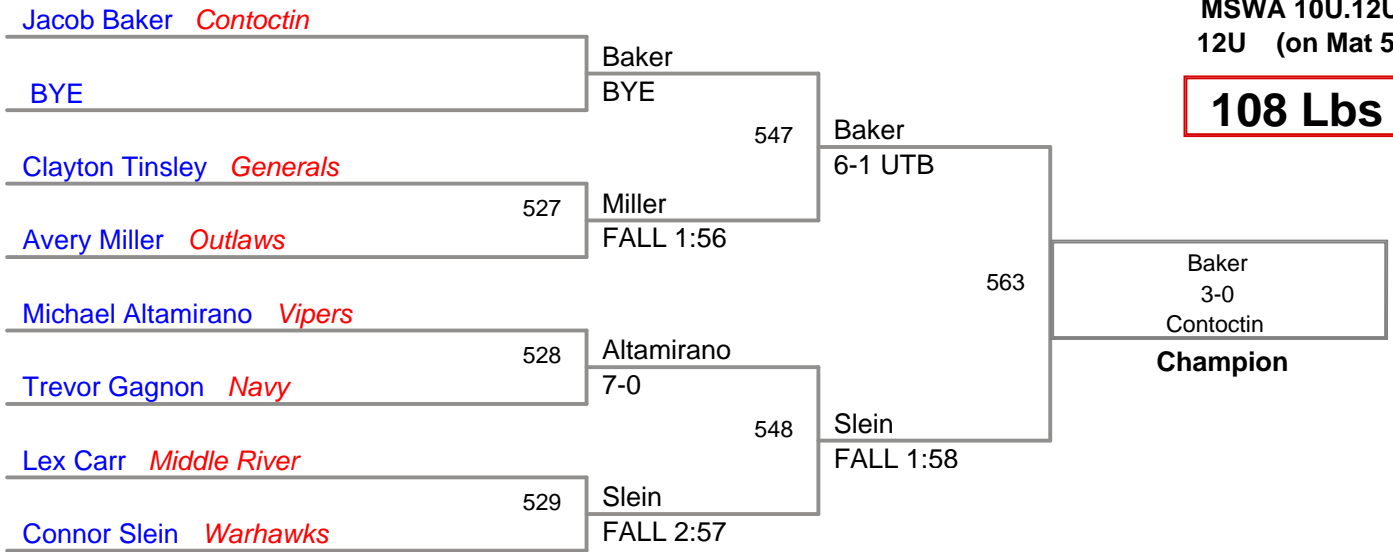 Jacob Baker Contoctin
BYE
Clayton Tinsley Generals
Avery Miller Outlaws
Michael Altamirano Vipers
Trevor Gagnon Navy
Lex Carr Middle River
Connor Slein Warhawks
527
528
529
Baker
BYE
Miller
FALL 1:56
Altamirano
7-0
Slein
FALL 2:57
547
548
Baker
6-1 UTB
Slein
FALL 1:58
563
MSWA 10U.12U
12U (on Mat 5
108 Lbs
Baker
3-0
Contoctin
Champion